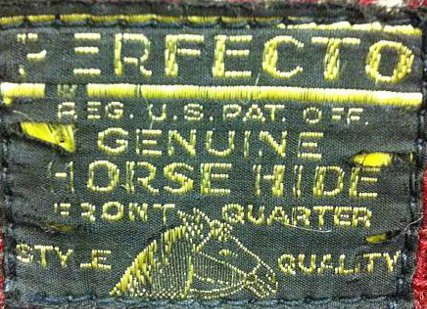 PERFECTO
REG. U.S. PAT. OFF.
GENUINE
HORSE HIDE
FRONT QUARTER
STYLE QUALITY